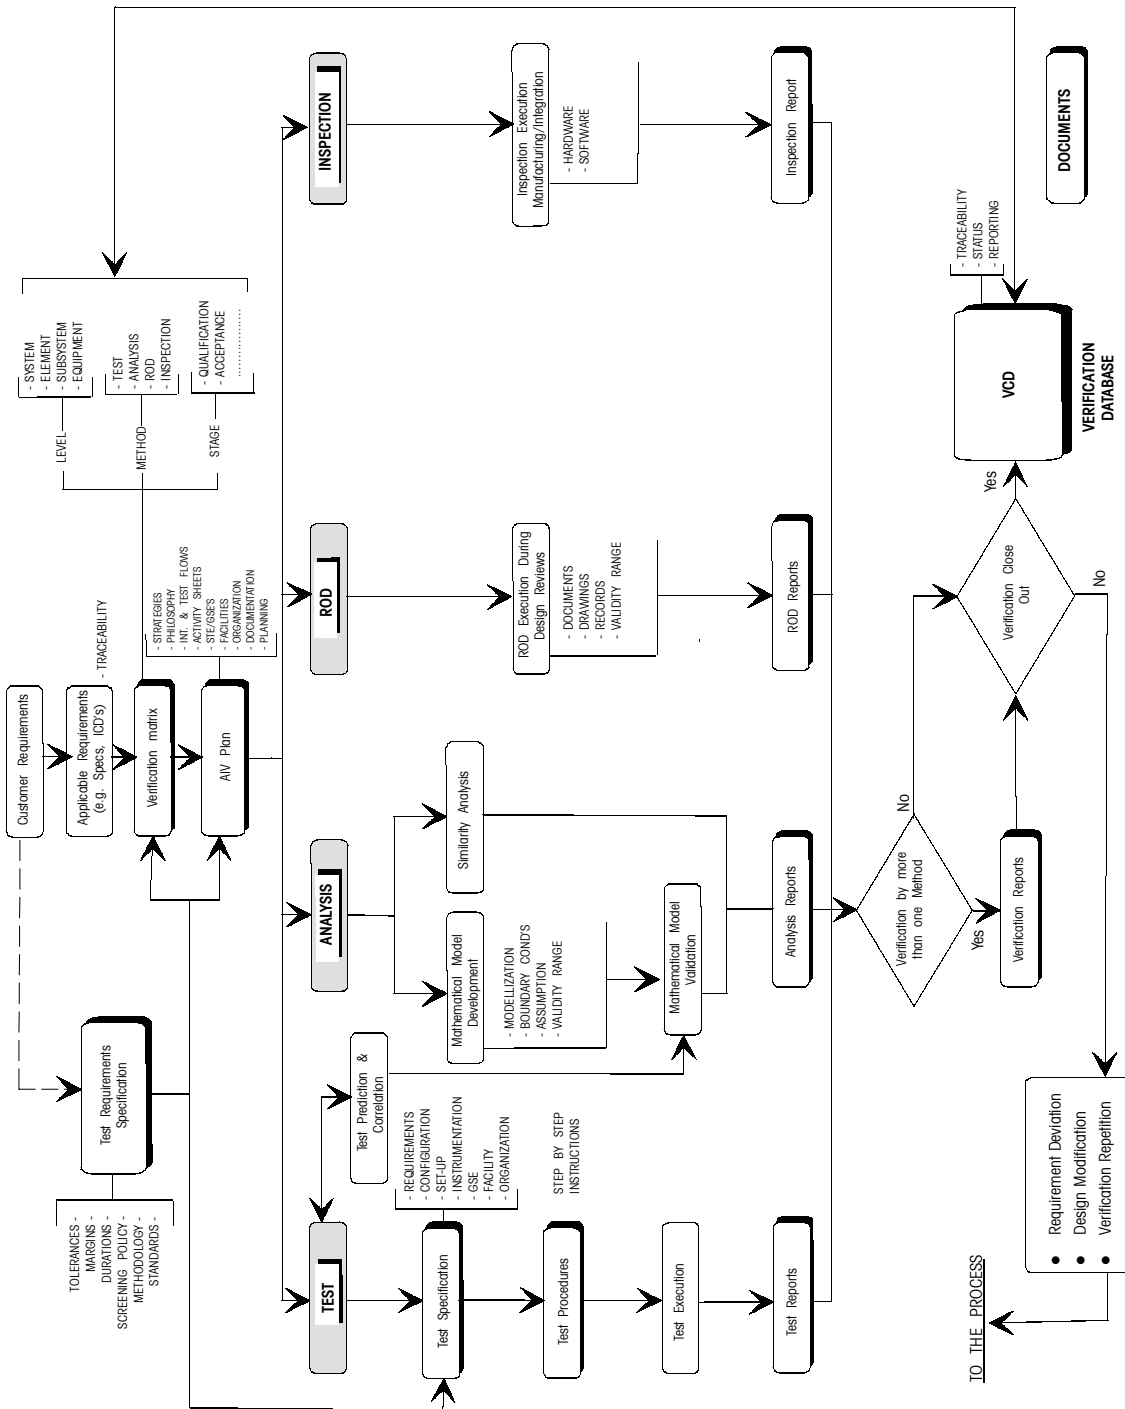 Customer Requirements
Applicable Requirements
(e.g. Specs, ICD's)
- TRACEABILITY
Verification matrix
AIV Plan
- STRATEGIES
- PHILOSOPHY
- INT. & TEST FLOWS
- ACTIVITY SHEETS
- STE/GSE'S
- FACILITIES
- ORGANIZATION
- DOCUMENTATION
- PLANNING
LEVEL
- SYSTEM
- ELEMENT
- SUBSYSTEM
- EQUIPMENT
METHOD
- TEST
- ANALYSIS
- ROD
- INSPECTION
STAGE
- QUALIFICATION
- ACCEPTANCE
..................
Test Requirements
Specification
TOLERANCES -
MARGINS -
DURATIONS -
SCREENING POLICY -
METHODOLOGY -
STANDARDS -
TEST
ANALYSIS
ROD
INSPECTION
Test Prediction &
Correlation
Test Specification
- REQUIREMENTS
- CONFIGURATION
- SET-UP
- INSTRUMENTATION
- GSE
- FACILITY
- ORGANIZATION
Test Procedures
STEP BY STEP
INSTRUCTIONS
Test Execution
Test Reports
Mathematical Model
Development
- MODELLIZATION
- BOUNDARY COND'S
- ASSUMPTION
- VALIDITY RANGE
Similarity Analysis
Mathematical Model
Validation
Analysis Reports
ROD Execution During
Design Reviews
- DOCUMENTS
- DRAWINGS
- RECORDS
- VALIDITY RANGE
ROD Reports
Inspection Execution
Manufacturing/Integration
- HARDWARE
- SOFTWARE
Inspection Report
Verification by more
than one Method
No
Yes
Verification Reports
Verification Close
Out
Yes
No
VCD
- TRACEABILITY
- STATUS
- REPORTING
VERIFICATION
DATABASE
DOCUMENTS
● Requirement Deviation
● Design Modification
● Verification Repetition
TO THE PROCESS